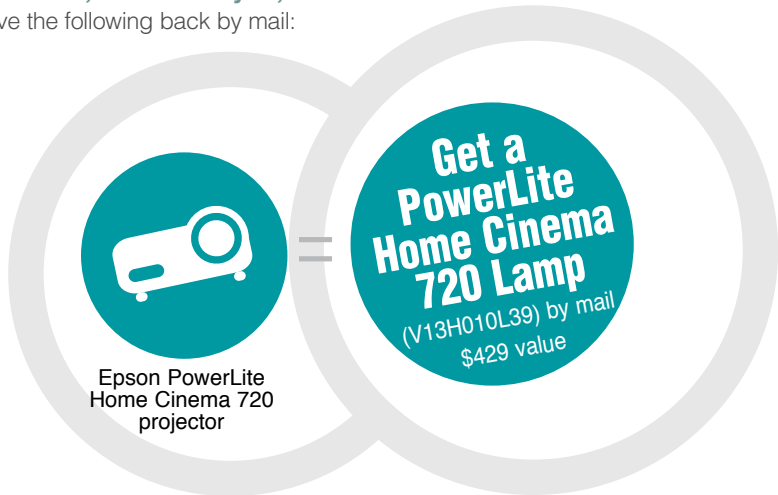 ve the following back by mail:
Get a
PowerLite
Home Cinema
720 Lamp
(V13H010L39) by mail
$429 value
Epson PowerLite
Home Cinema 720
projector